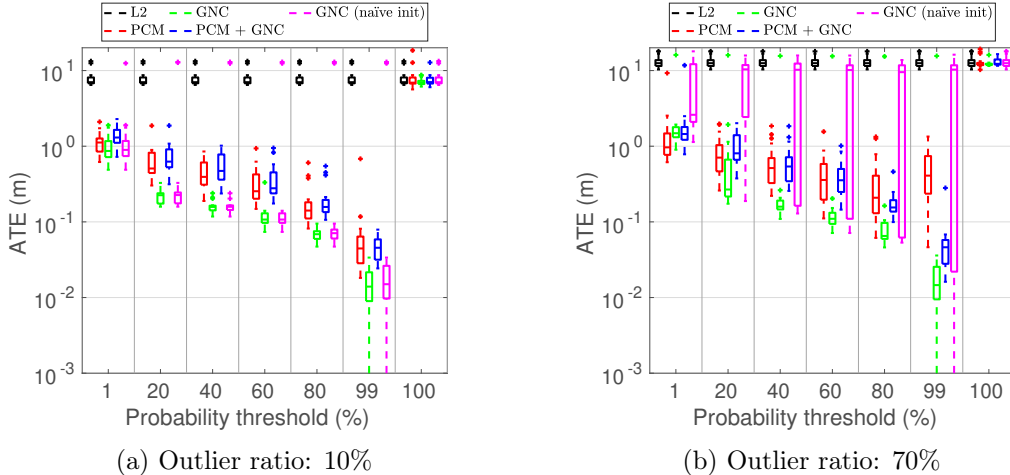 L2 GNC GNC (naïve init)
PCM PCM + GNC
10^1
10^0
10^-1
10^-2
10^-3
ATE (m)
1 20 40 60 80 99 100
Probability threshold (%)
(a) Outlier ratio: 10%
L2 GNC GNC (naïve init)
PCM PCM + GNC
10^1
10^0
10^-1
10^-2
10^-3
ATE (m)
1 20 40 60 80 99 100
Probability threshold (%)
(b) Outlier ratio: 70%